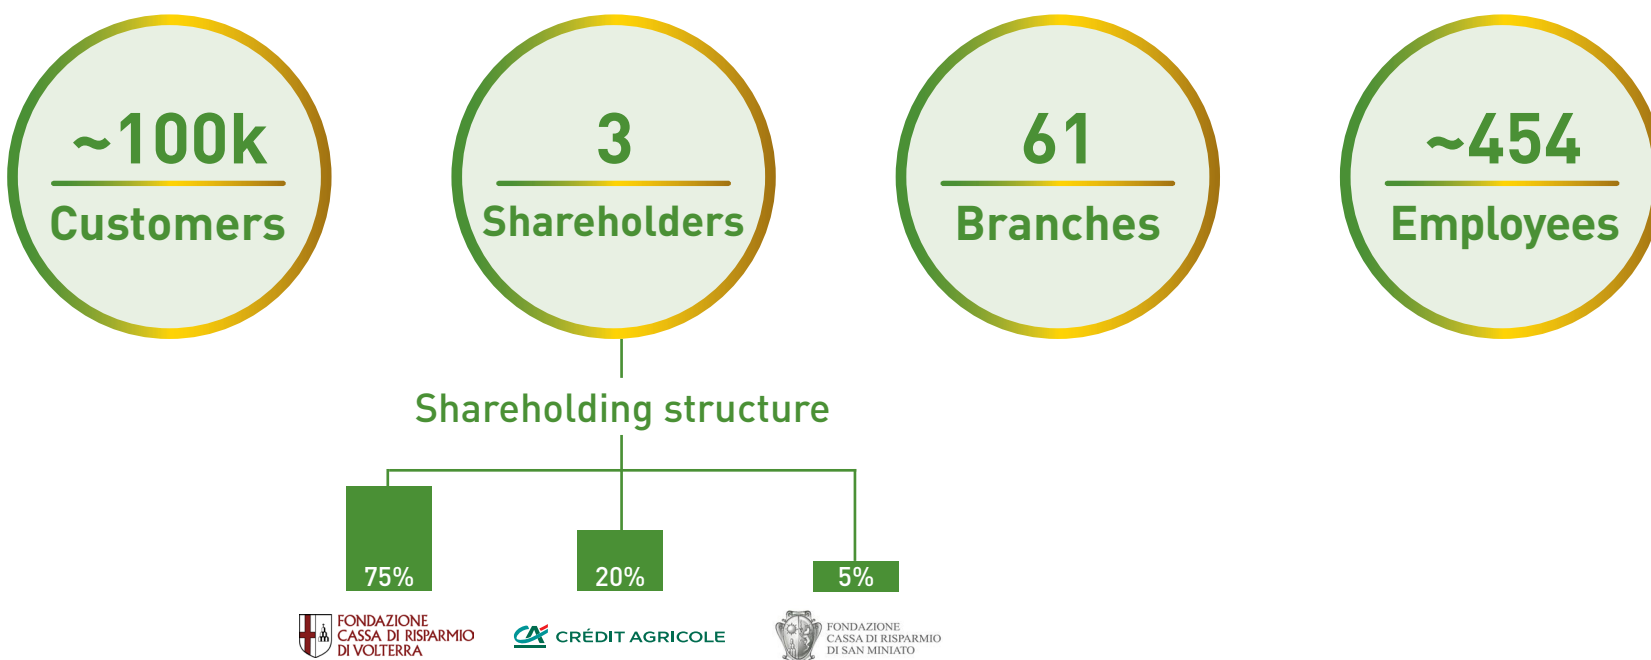 ~100k
Customers
3
Shareholders
61
Branches
~454
Employees
Shareholding structure
75%
20%
5%
FONDAZIONE
CASSA DI RISPARMIO
DI VOLTERRA
CRÉDIT AGRICOLE
FONDAZIONE
CASSA DI RISPARMIO
DI SAN MINIATO